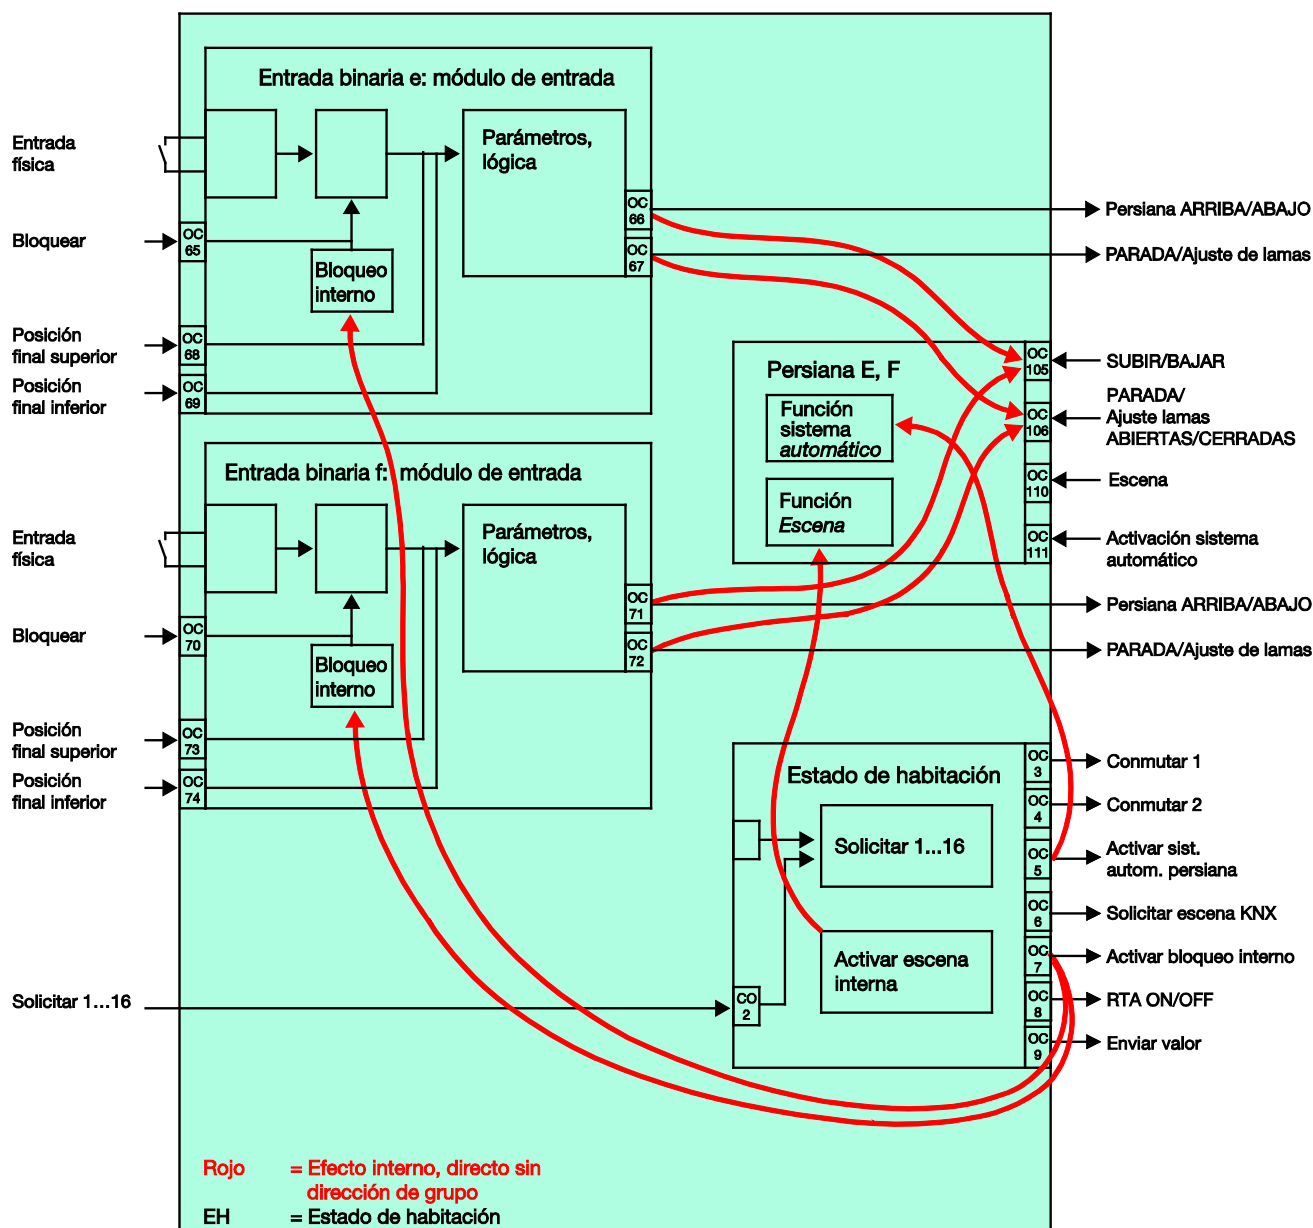 Entrada binaria e: módulo de entrada
Entrada
física
Parámetros,
lógica
OC
66
Persiana ARRIBA/ABAJO
Bloquear
OC
65
OC
67
PARADA/Ajuste de lamas
Bloqueo
interno
Posición
final superior
OC
68
Posición
final inferior
OC
69
Persiana E, F
OC
105
SUBIR/BAJAR
Función
sistema
automático
OC
106
PARADA/
Ajuste lamas
ABIERTAS/CERRADAS
Función
Escena
OC
110
Escena
OC
111
Activación sistema
automático
Entrada binaria f: módulo de entrada
Entrada
física
Parámetros,
lógica
OC
71
Persiana ARRIBA/ABAJO
Bloquear
OC
70
OC
72
PARADA/Ajuste de lamas
Bloqueo
interno
Posición
final superior
OC
73
Posición
final inferior
OC
74
Estado de habitación
OC
3
Conmutar 1
OC
4
Conmutar 2
Solicitar 1...16
OC
5
Activar sist.
autom. persiana
OC
6
Solicitar escena KNX
Activar escena
interna
OC
7
Activar bloqueo interno
Solicitar 1...16
CO
2
OC
8
RTA ON/OFF
OC
9
Enviar valor
Rojo = Efecto interno, directo sin
dirección de grupo
EH = Estado de habitación